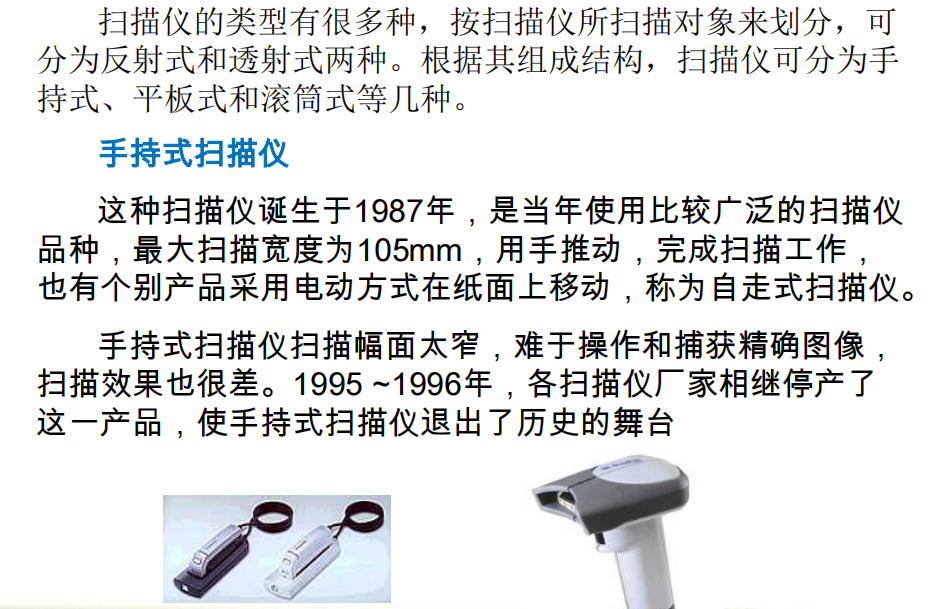 扫描仪的类型有很多种，按扫描仪所扫描对象来划分，可
分为反射式和透射式两种。根据其组成结构，扫描仪可分为手
持式、平板式和滚筒式等几种。
手持式扫描仪
这种扫描仪诞生于1987年，是当年使用比较广泛的扫描仪
品种，最大扫描宽度为105mm，用手推动，完成扫描工作，
也有个别产品采用电动方式在纸面上移动，称为自走式扫描仪。
手持式扫描仪扫描幅面太窄，难于操作和捕获精确图像，
扫描效果也很差。1995 ~1996年，各扫描仪厂家相继停产了
这一产品，使手持式扫描仪退出了历史的舞台